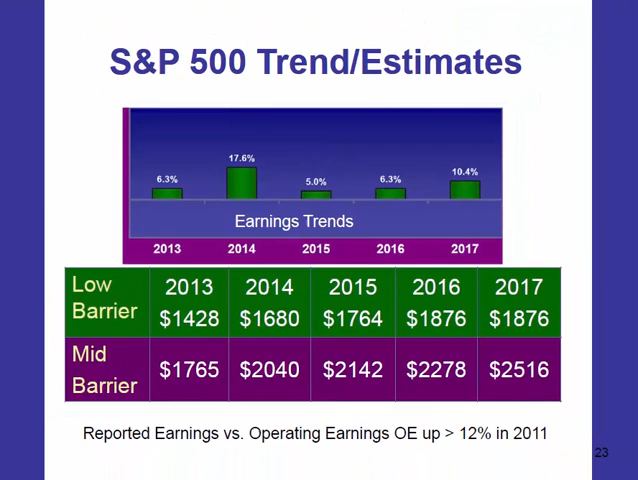 S&P 500 Trend/Estimates
6.3% 17.6% 5.0% 6.3% 10.4%
Earnings Trends
2013 2014 2015 2016 2017
Low Barrier 2013 $1428 2014 $1680 2015 $1764 2016 $1876 2017 $1876
Mid Barrier $1765 $2040 $2142 $2278 $2516
Reported Earnings vs. Operating Earnings OE up > 12% in 2011
23